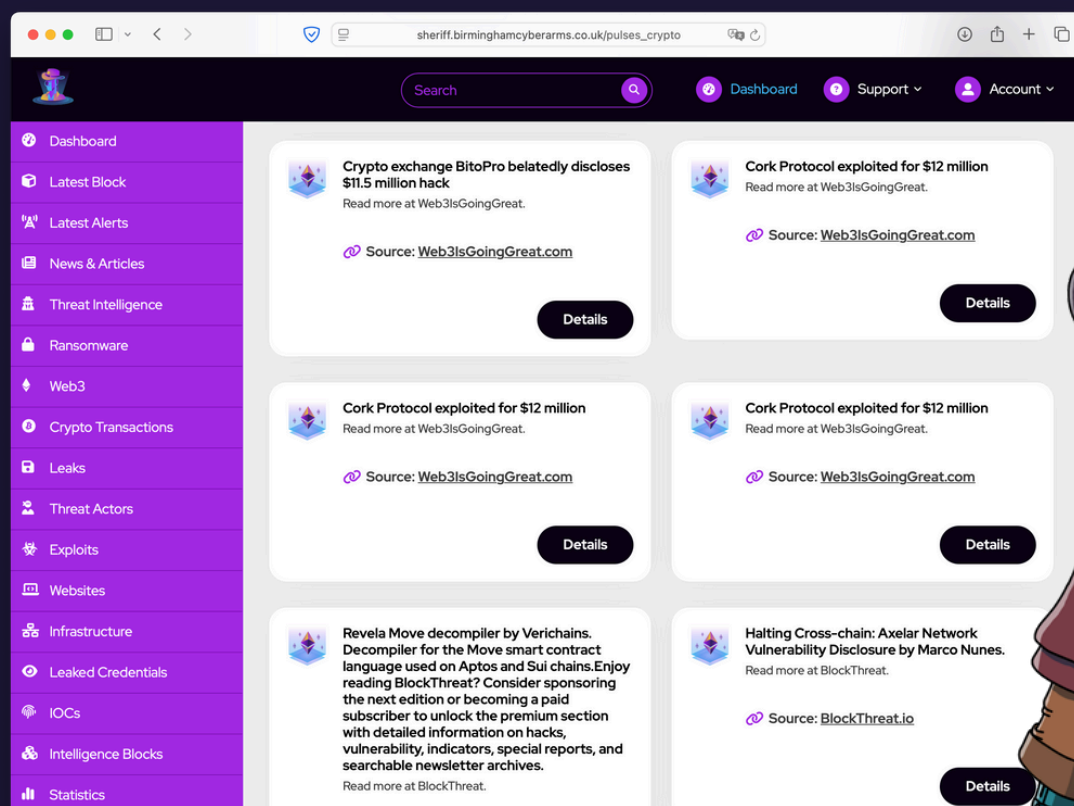 sheriff.birminghamcyberarms.co.uk/pulses_crypto
Search
Dashboard
Support
Account
Dashboard
Latest Block
Latest Alerts
News & Articles
Threat Intelligence
Ransomware
Web3
Crypto Transactions
Leaks
Threat Actors
Exploits
Websites
Infrastructure
Leaked Credentials
IOCs
Intelligence Blocks
Statistics
Crypto exchange BitoPro belatedly discloses
$11.5 million hack
Read more at Web3IsGoingGreat.
Source: Web3IsGoingGreat.com
Details
Cork Protocol exploited for $12 million
Read more at Web3IsGoingGreat.
Source: Web3IsGoingGreat.com
Details
Cork Protocol exploited for $12 million
Read more at Web3IsGoingGreat.
Source: Web3IsGoingGreat.com
Details
Cork Protocol exploited for $12 million
Read more at Web3IsGoingGreat.
Source: Web3IsGoingGreat.com
Details
Revela Move decompiler by Verichains.
Decompiler for the Move smart contract
language used on Aptos and Sui chains.Enjoy
reading BlockThreat? Consider sponsoring
the next edition or becoming a paid
subscriber to unlock the premium section
with detailed information on hacks,
vulnerability, indicators, special reports, and
searchable newsletter archives.
Read more at BlockThreat.
Halting Cross-chain: Axelar Network
Vulnerability Disclosure by Marco Nunes.
Read more at BlockThreat.
Source: BlockThreat.io
Details